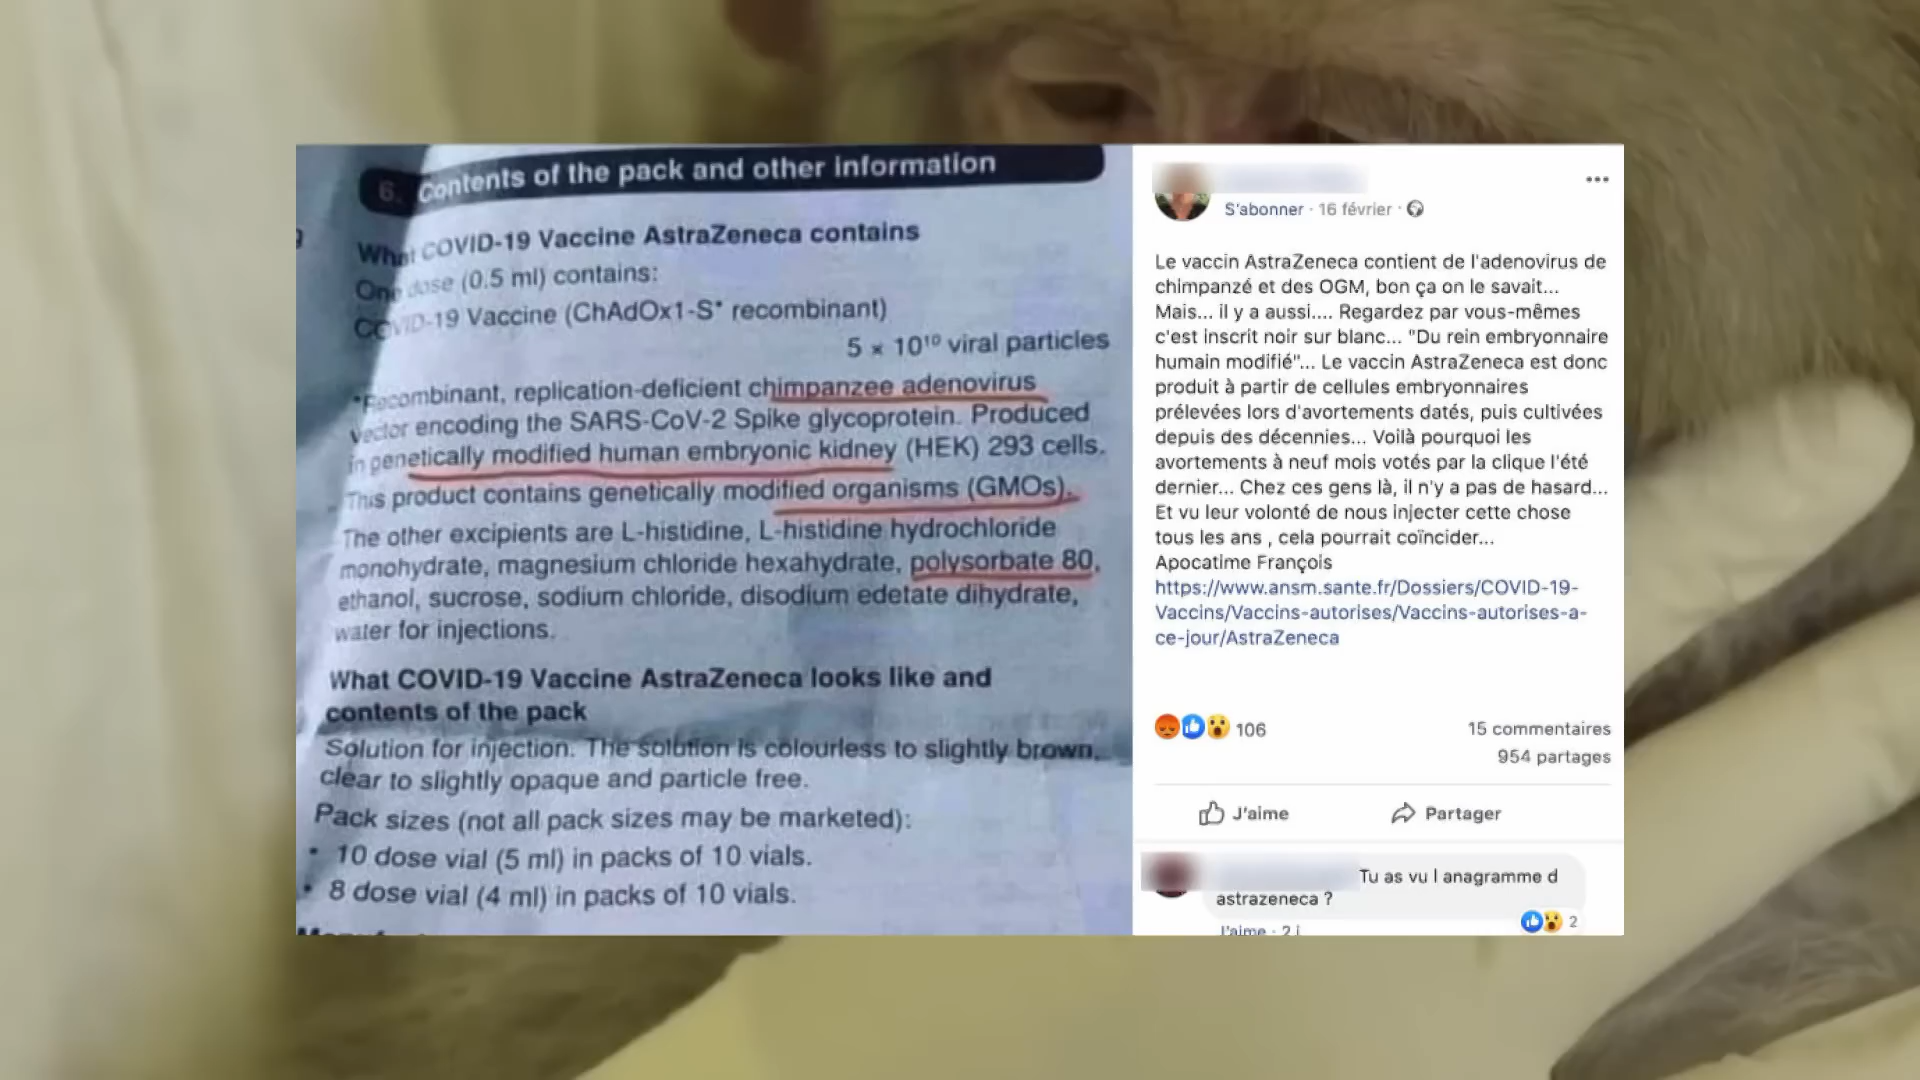 6. Contents of the pack and other information
What COVID-19 Vaccine AstraZeneca contains
One dose (0.5 ml) contains:
COVID-19 Vaccine (ChAdOx1-S* recombinant)
5 × 10¹⁰ viral particles
*Recombinant, replication-deficient chimpanzee adenovirus
vector encoding the SARS-CoV-2 Spike glycoprotein. Produced
in genetically modified human embryonic kidney (HEK) 293 cells.
This product contains genetically modified organisms (GMOs).
The other excipients are L-histidine, L-histidine hydrochloride
monohydrate, magnesium chloride hexahydrate, polysorbate 80,
ethanol, sucrose, sodium chloride, disodium edetate dihydrate,
water for injections.
What COVID-19 Vaccine AstraZeneca looks like and
contents of the pack
Solution for injection. The solution is colourless to slightly brown,
clear to slightly opaque and particle free.
Pack sizes (not all pack sizes may be marketed):
• 10 dose vial (5 ml) in packs of 10 vials.
• 8 dose vial (4 ml) in packs of 10 vials.
S'abonner · 16 février ·
Le vaccin AstraZeneca contient de l'adenovirus de
chimpanzé et des OGM, bon ça on le savait...
Mais... il y a aussi.... Regardez par vous-mêmes
c'est inscrit noir sur blanc... "Du rein embryonnaire
humain modifié"... Le vaccin AstraZeneca est donc
produit à partir de cellules embryonnaires
prélevées lors d'avortements datés, puis cultivées
depuis des décennies... Voilà pourquoi les
avortements à neuf mois votés par la clique l'été
dernier... Chez ces gens là, il n'y a pas de hasard...
Et vu leur volonté de nous injecter cette chose
tous les ans , cela pourrait coïncider...
Apocatime François
https://www.ansm.sante.fr/Dossiers/COVID-19-
Vaccins/Vaccins-autorises/Vaccins-autorises-a-
ce-jour/AstraZeneca
106
15 commentaires
954 partages
J'aime
Partager
Tu as vu l anagramme d
astrazeneca ?
2
J'aime · 2 j